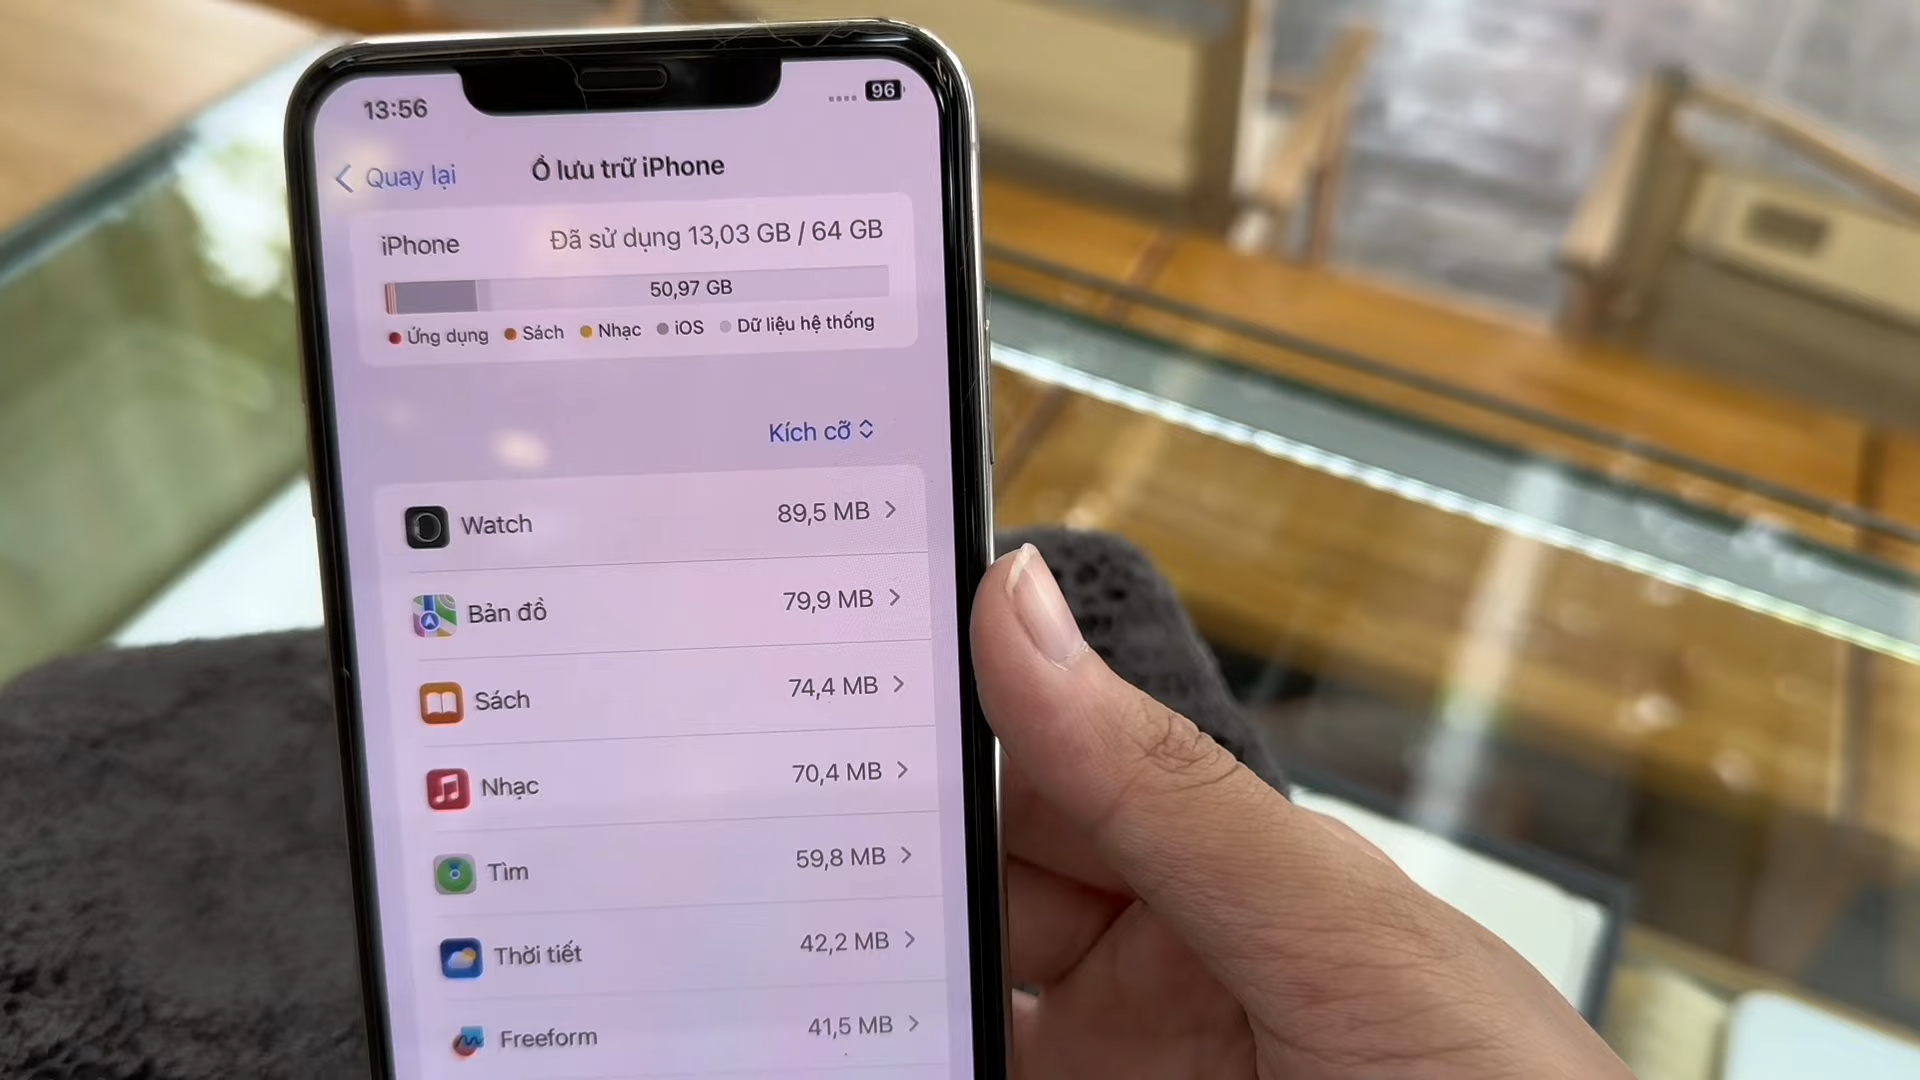 13:56
96
Quay lại
Ổ lưu trữ iPhone
iPhone
Đã sử dụng 13,03 GB / 64 GB
50,97 GB
Ứng dụng Sách Nhạc iOS Dữ liệu hệ thống
Kích cỡ
Watch 89,5 MB
Bản đồ 79,9 MB
Sách 74,4 MB
Nhạc 70,4 MB
Tìm 59,8 MB
Thời tiết 42,2 MB
Freeform 41,5 MB